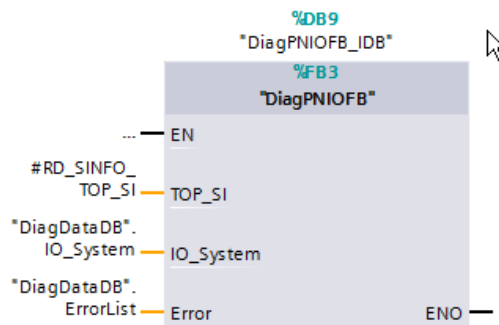 %DB9
"DiagPNIOFB_IDB"
%FB3
"DiagPNIOFB"
... EN
#RD_SINFO_
TOP_SI TOP_SI
"DiagDataDB".
IO_System IO_System
"DiagDataDB".
ErrorList Error ENO